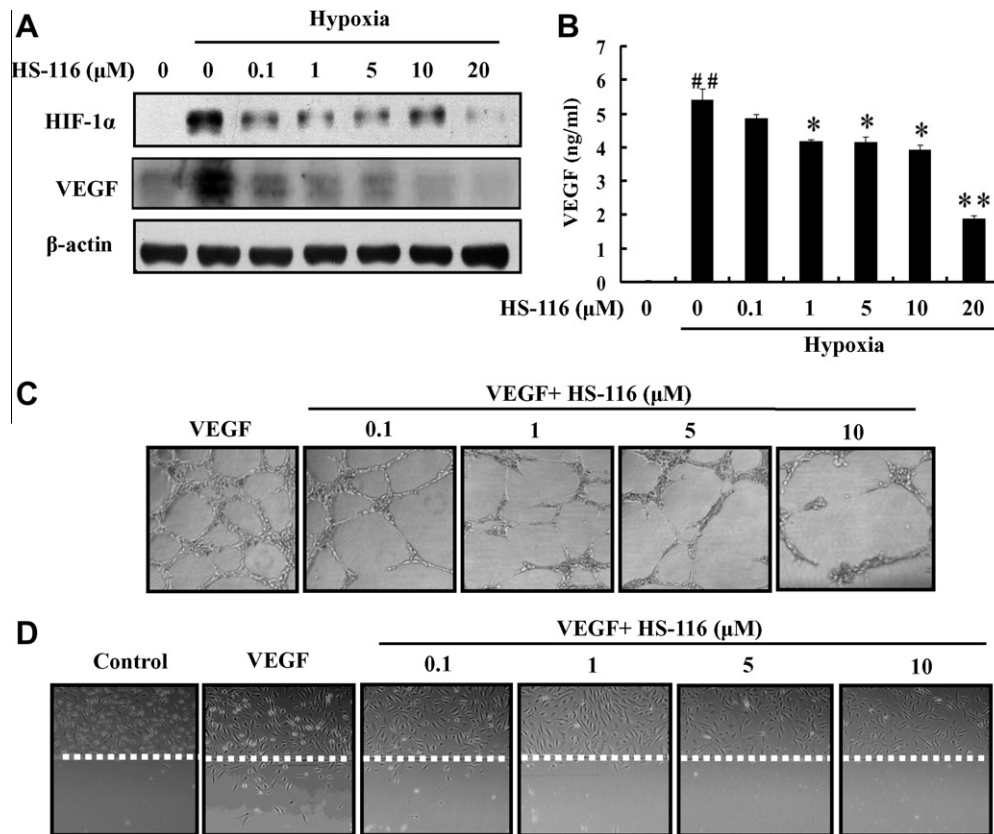 A
Hypoxia
HS-116 (μM) 0 0 0.1 1 5 10 20
HIF-1α
VEGF
β-actin
B
7
6
5
4
3
2
1
0
VEGF (ng/ml)
##
*
*
*
**
HS-116 (μM) 0 0 0.1 1 5 10 20
Hypoxia
C
VEGF+ HS-116 (μM)
VEGF 0.1 1 5 10
D
VEGF+ HS-116 (μM)
Control VEGF 0.1 1 5 10